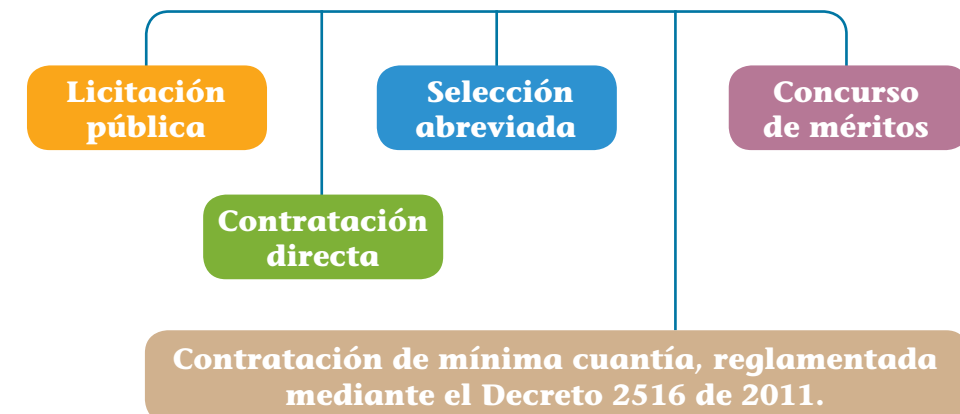 Licitación
pública
Selección
abreviada
Concurso
de méritos
Contratación
directa
Contratación de mínima cuantía, reglamentada
mediante el Decreto 2516 de 2011.